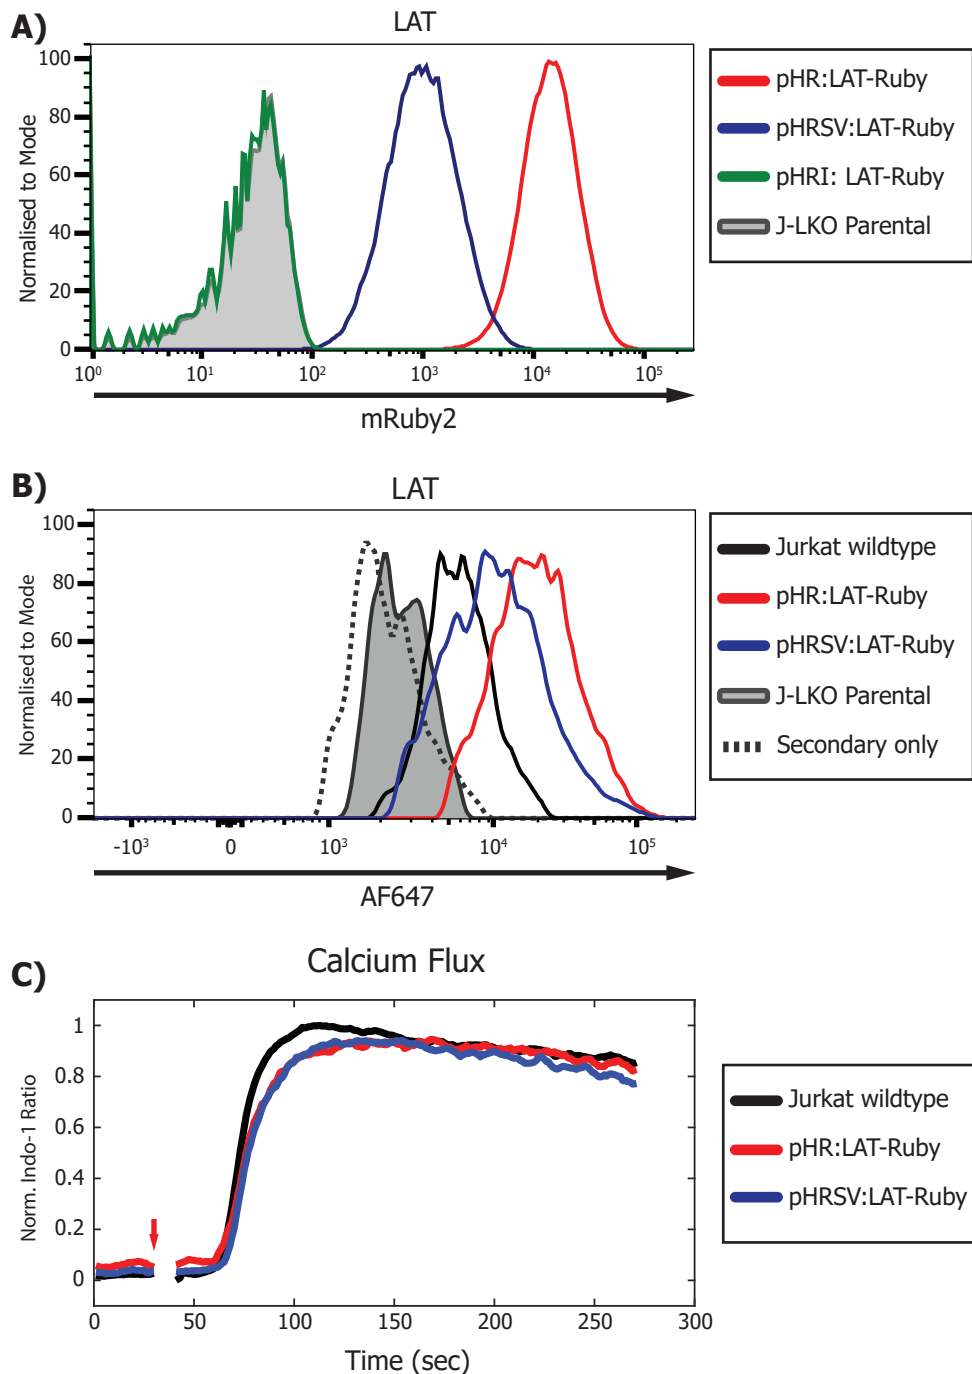 A)
LAT
Normalised to Mode
100
80
60
40
20
0
10⁰ 10¹ 10² 10³ 10⁴ 10⁵
mRuby2
pHR:LAT-Ruby
pHRSV:LAT-Ruby
pHRI: LAT-Ruby
J-LKO Parental
B)
LAT
Normalised to Mode
100
80
60
40
20
0
-10³ 0 10³ 10⁴ 10⁵
AF647
Jurkat wildtype
pHR:LAT-Ruby
pHRSV:LAT-Ruby
J-LKO Parental
Secondary only
C)
Calcium Flux
Norm. Indo-1 Ratio
1
0.8
0.6
0.4
0.2
0
0 50 100 150 200 250 300
Time (sec)
Jurkat wildtype
pHR:LAT-Ruby
pHRSV:LAT-Ruby